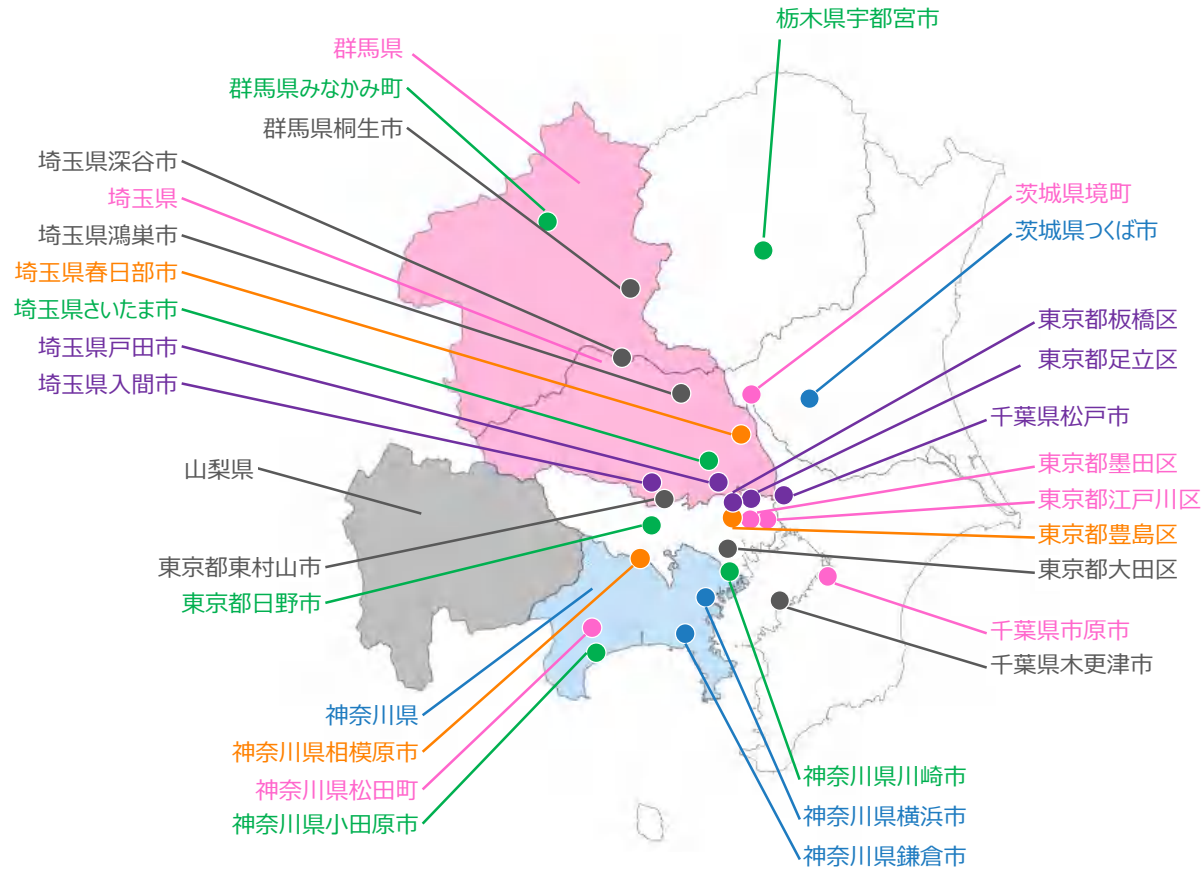 栃木県宇都宮市
群馬県
群馬県みなかみ町
群馬県桐生市
埼玉県深谷市
埼玉県
埼玉県鴻巣市
埼玉県春日部市
埼玉県さいたま市
埼玉県戸田市
埼玉県入間市
山梨県
東京都東村山市
東京都日野市
神奈川県
神奈川県相模原市
神奈川県松田町
神奈川県小田原市
茨城県境町
茨城県つくば市
東京都板橋区
東京都足立区
千葉県松戸市
東京都墨田区
東京都江戸川区
東京都豊島区
東京都大田区
千葉県市原市
千葉県木更津市
神奈川県川崎市
神奈川県横浜市
神奈川県鎌倉市